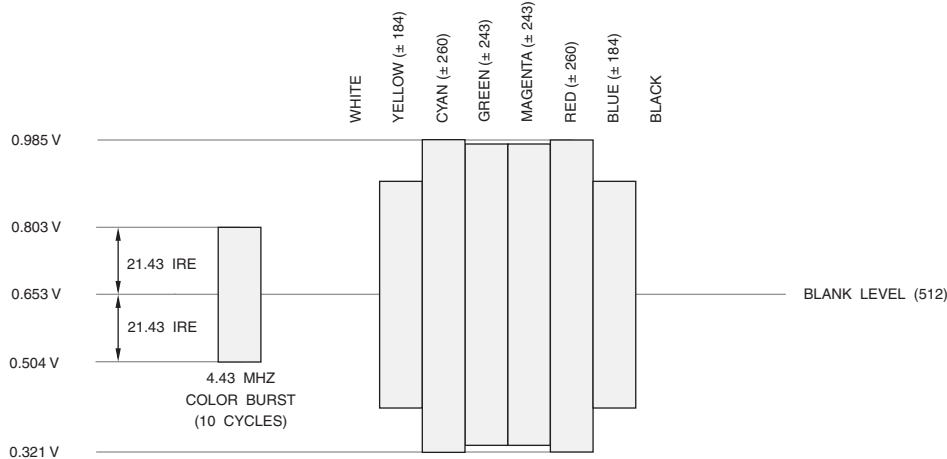 WHITE
YELLOW (± 184)
CYAN (± 260)
GREEN (± 243)
MAGENTA (± 243)
RED (± 260)
BLUE (± 184)
BLACK
0.985 V
0.803 V
21.43 IRE
0.653 V
BLANK LEVEL (512)
21.43 IRE
0.504 V
4.43 MHZ
COLOR BURST
(10 CYCLES)
0.321 V